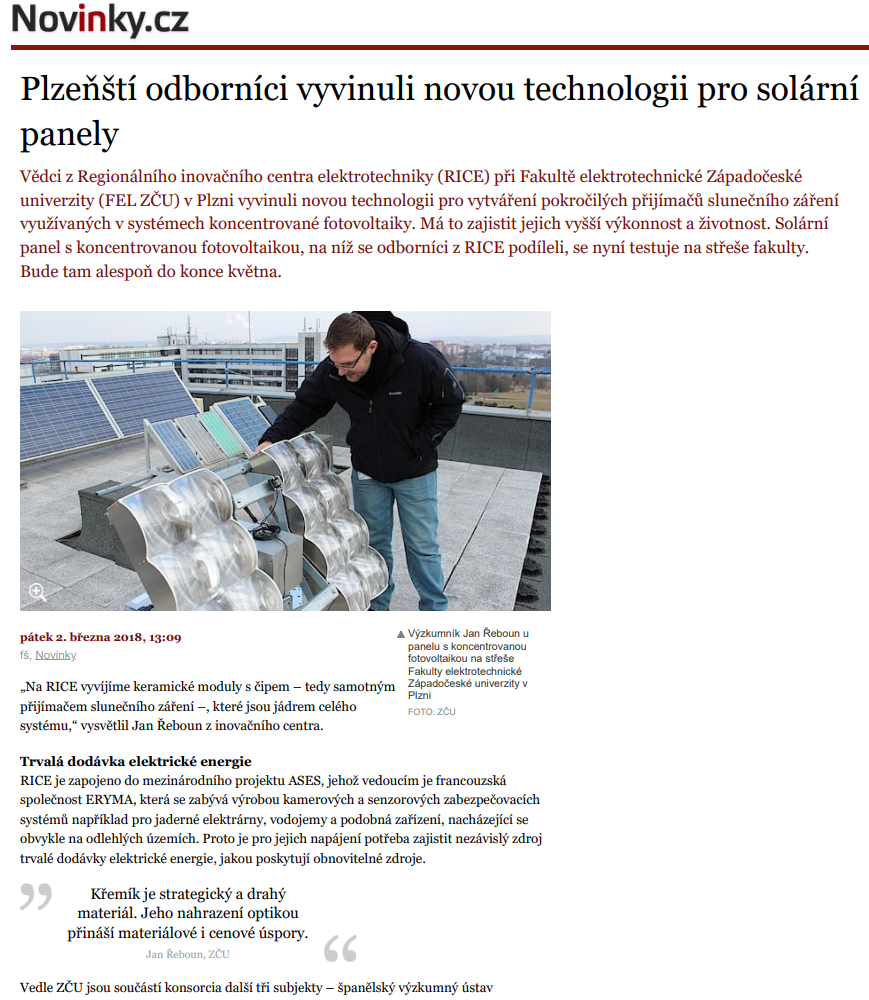 Novinky.cz
Plzeňští odborníci vyvinuli novou technologii pro solární
panely
Vědci z Regionálního inovačního centra elektrotechniky (RICE) při Fakultě elektrotechnické Západočeské
univerzity (FEL ZČU) v Plzni vyvinuli novou technologii pro vytváření pokročilých přijímačů slunečního záření
využívaných v systémech koncentrované fotovoltaiky. Má to zajistit jejich vyšší výkonnost a životnost. Solární
panel s koncentrovanou fotovoltaikou, na níž se odborníci z RICE podíleli, se nyní testuje na střeše fakulty.
Bude tam alespoň do konce května.
pátek 2. března 2018, 13:09
fš, Novinky
▲ Výzkumník Jan Řeboun u
panelu s koncentrovanou
fotovoltaikou na střeše
Fakulty elektrotechnické
Západočeské univerzity v
Plzni
FOTO: ZČU
„Na RICE vyvíjíme keramické moduly s čipem – tedy samotným
přijímačem slunečního záření –, které jsou jádrem celého
systému,“ vysvětlil Jan Řeboun z inovačního centra.
Trvalá dodávka elektrické energie
RICE je zapojeno do mezinárodního projektu ASES, jehož vedoucím je francouzská
společnost ERYMA, která se zabývá výrobou kamerových a senzorových zabezpečovacích
systémů například pro jaderné elektrárny, vodojemy a podobná zařízení, nacházející se
obvykle na odlehlých územích. Proto je pro jejich napájení potřeba zajistit nezávislý zdroj
trvalé dodávky elektrické energie, jakou poskytují obnovitelné zdroje.
” Křemík je strategický a drahý
materiál. Jeho nahrazení optikou
přináší materiálové i cenové úspory.
Jan Řeboun, ZČU “
Vedle ZČU jsou součástí konsorcia další tři subjekty – španělský výzkumný ústav